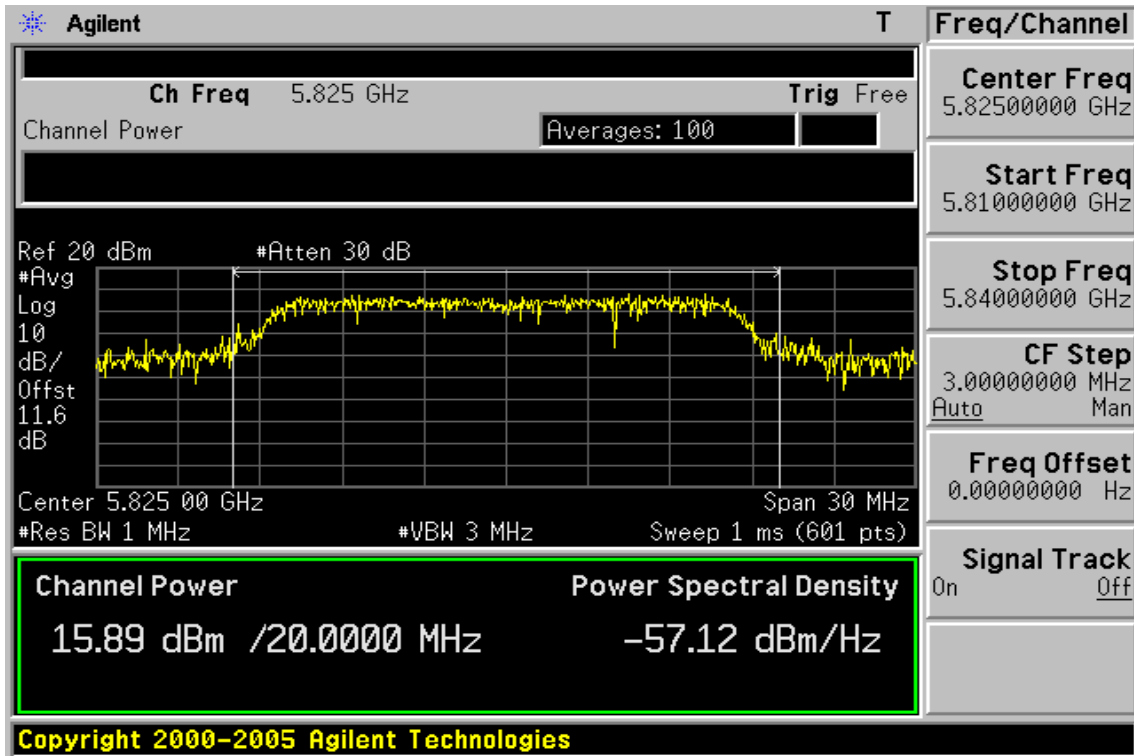 Agilent T Freq/Channel
Ch Freq 5.825 GHz Trig Free
Channel Power Averages: 100
Ref 20 dBm #Atten 30 dB
#Avg
Log
10
dB/
Offst
11.6
dB
Center 5.825 00 GHz Span 30 MHz
#Res BW 1 MHz #VBW 3 MHz Sweep 1 ms (601 pts)
Channel Power Power Spectral Density
15.89 dBm /20.0000 MHz -57.12 dBm/Hz
Copyright 2000-2005 Agilent Technologies
Center Freq
5.82500000 GHz
Start Freq
5.81000000 GHz
Stop Freq
5.84000000 GHz
CF Step
3.00000000 MHz
Auto Man
Freq Offset
0.00000000 Hz
Signal Track
On Off